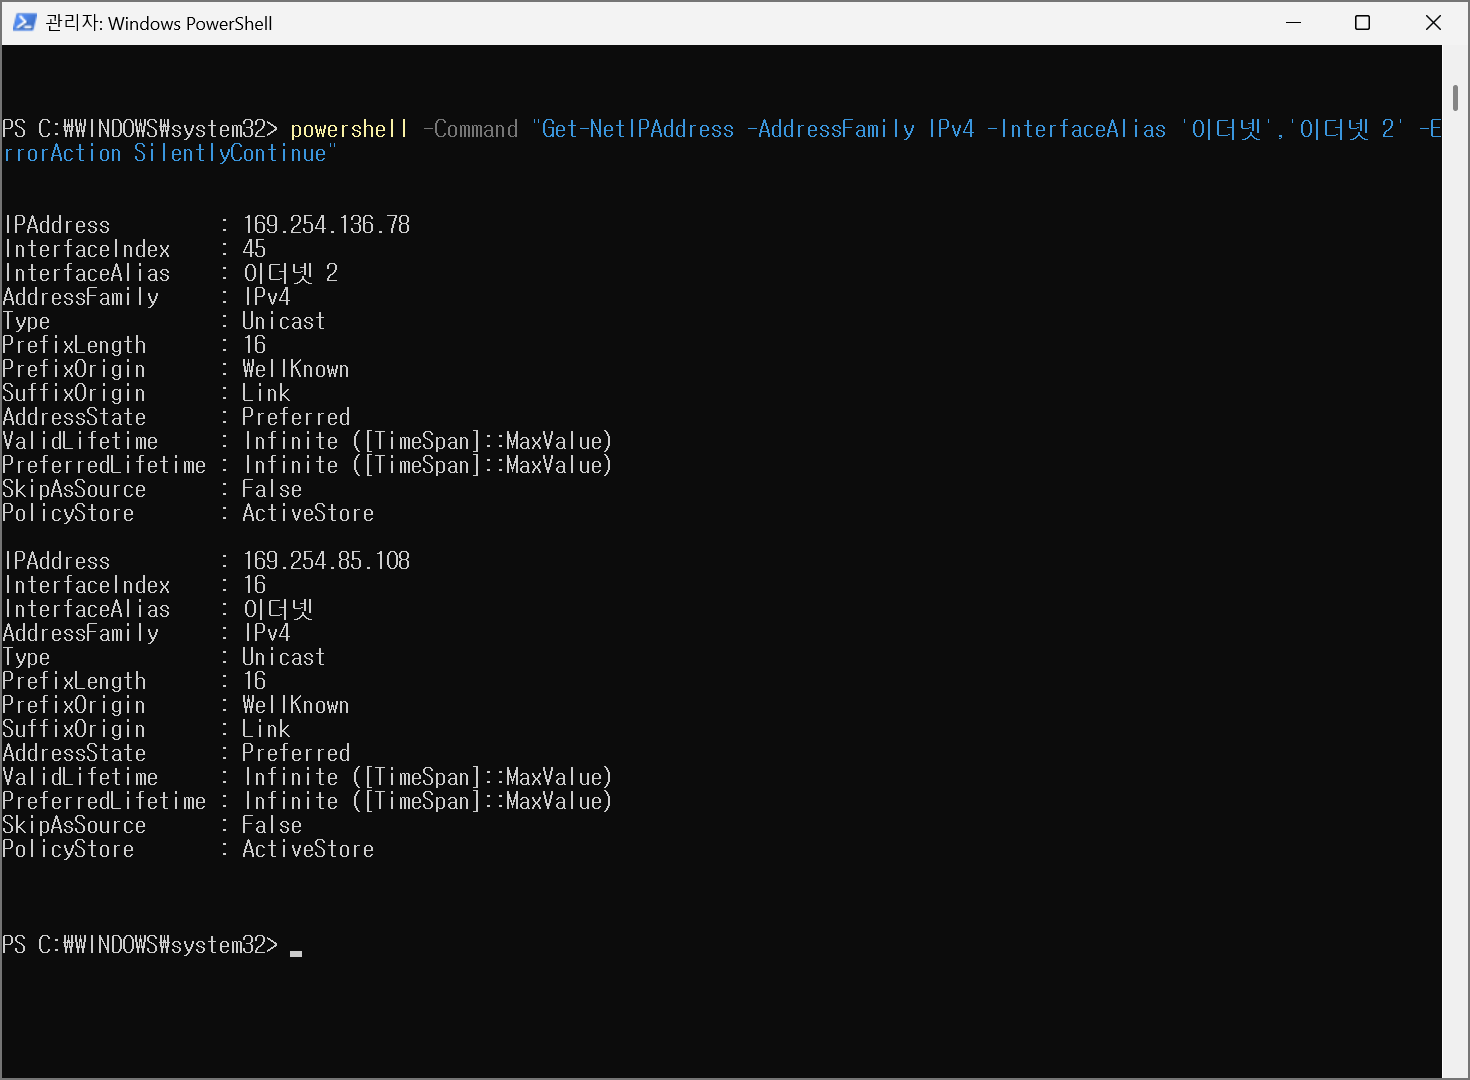 관리자: Windows PowerShell
PS C:₩WINDOWS₩system32> powershell -Command "Get-NetIPAddress -AddressFamily IPv4 -InterfaceAlias '이더넷','이더넷 2' -E
rrorAction SilentlyContinue"
IPAddress : 169.254.136.78
InterfaceIndex : 45
InterfaceAlias : 이더넷 2
AddressFamily : IPv4
Type : Unicast
PrefixLength : 16
PrefixOrigin : WellKnown
SuffixOrigin : Link
AddressState : Preferred
ValidLifetime : Infinite ([TimeSpan]::MaxValue)
PreferredLifetime : Infinite ([TimeSpan]::MaxValue)
SkipAsSource : False
PolicyStore : ActiveStore
IPAddress : 169.254.85.108
InterfaceIndex : 16
InterfaceAlias : 이더넷
AddressFamily : IPv4
Type : Unicast
PrefixLength : 16
PrefixOrigin : WellKnown
SuffixOrigin : Link
AddressState : Preferred
ValidLifetime : Infinite ([TimeSpan]::MaxValue)
PreferredLifetime : Infinite ([TimeSpan]::MaxValue)
SkipAsSource : False
PolicyStore : ActiveStore
PS C:₩WINDOWS₩system32>